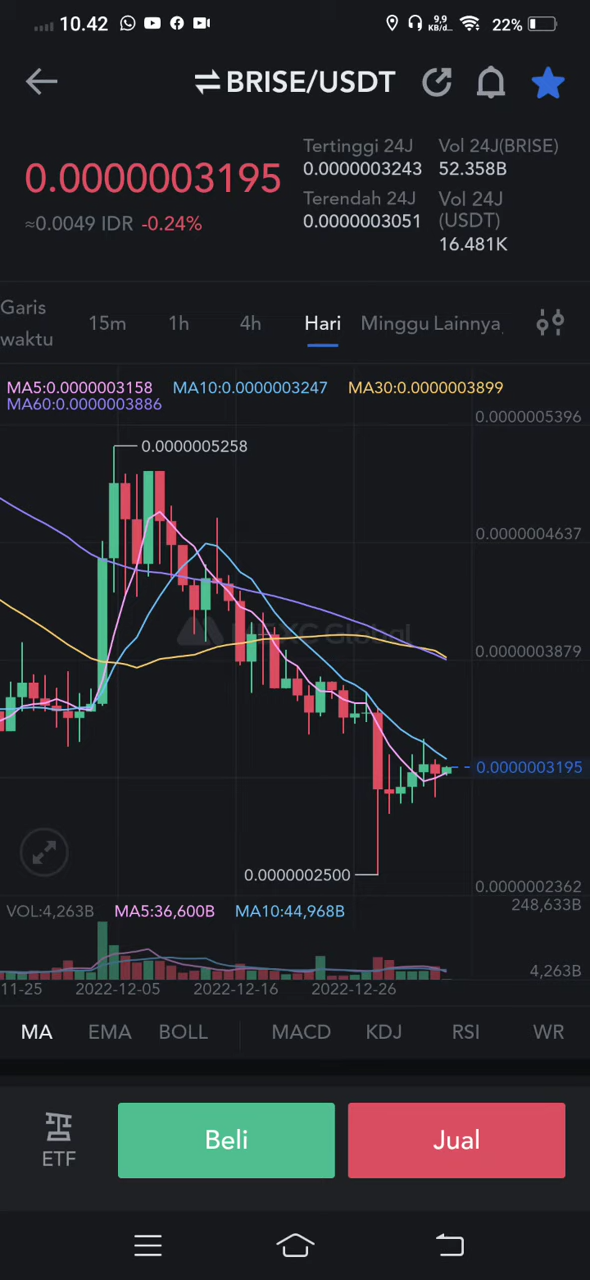 10.42
9,9
KB/d...
22%
BRISE/USDT
0.0000003195
≈0.0049 IDR -0.24%
Tertinggi 24J
0.0000003243
Terendah 24J
0.0000003051
Vol 24J(BRISE)
52.358B
Vol 24J
(USDT)
16.481K
Garis
waktu
15m
1h
4h
Hari
Minggu
Lainnya
MA5:0.0000003158 MA10:0.0000003247 MA30:0.0000003899
MA60:0.0000003886
0.0000005396
0.0000005258
0.0000004637
Global
0.0000003879
0.0000003195
0.0000002500
0.0000002362
VOL:4,263B MA5:36,600B MA10:44,968B
248,633B
4,263B
11-25 2022-12-05 2022-12-16 2022-12-26
MA EMA BOLL MACD KDJ RSI WR
ETF
Beli
Jual